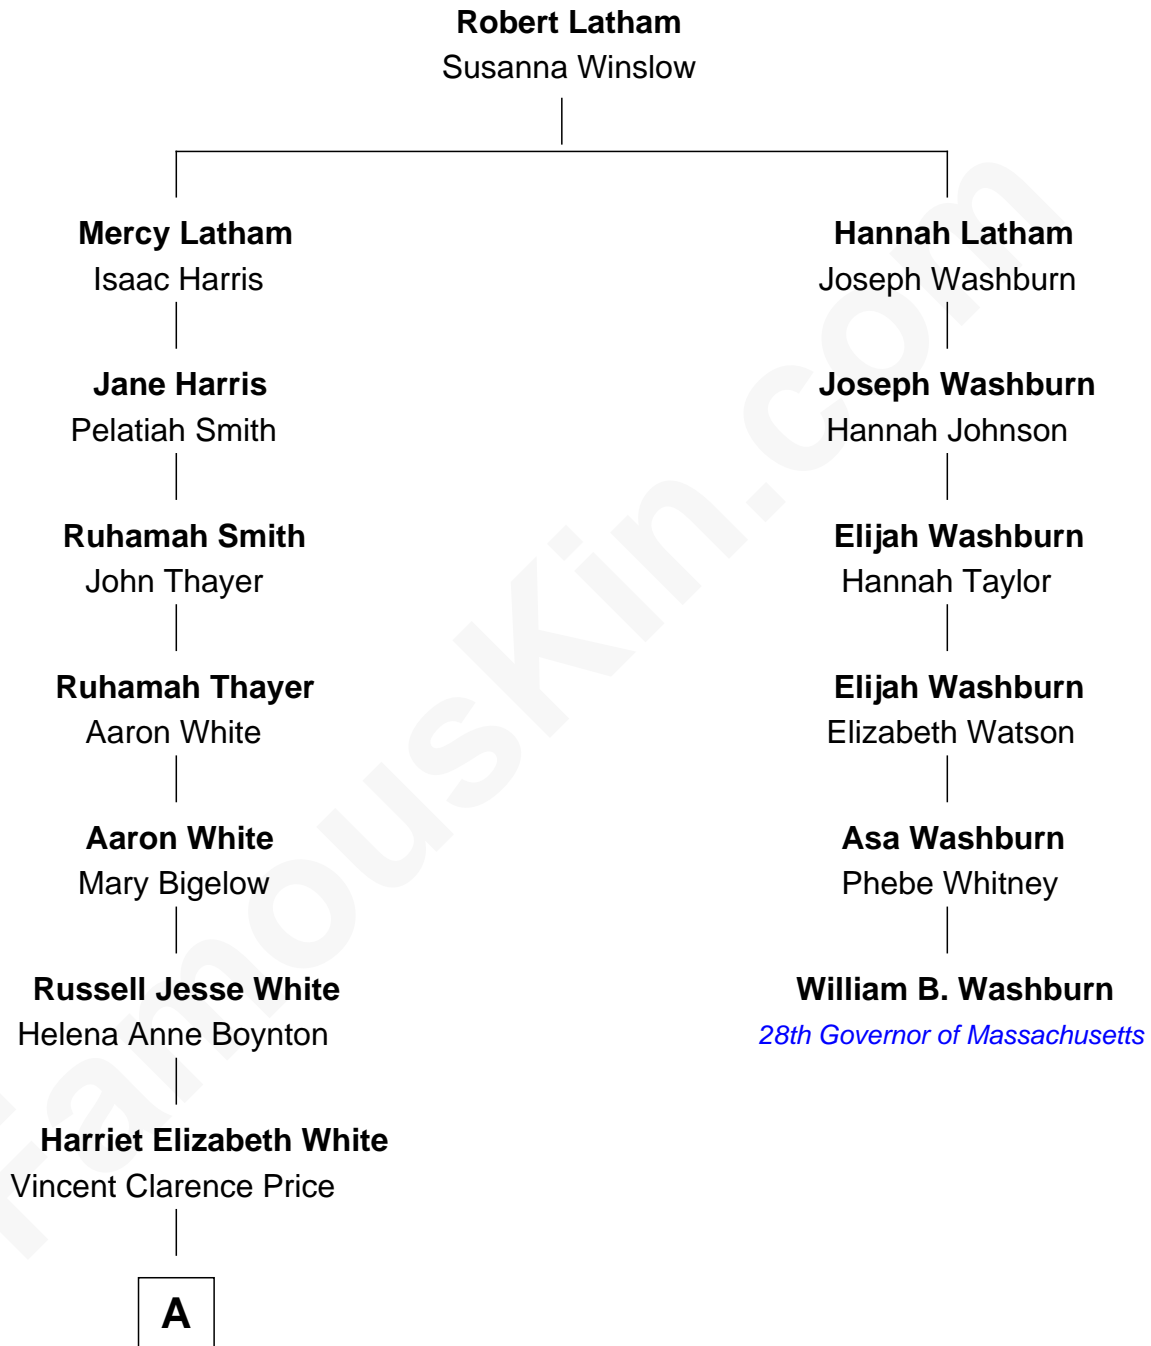 Robert Latham
Susanna Winslow
Mercy Latham
Isaac Harris
Hannah Latham
Joseph Washburn
Jane Harris
Pelatiah Smith
Joseph Washburn
Hannah Johnson
Ruhamah Smith
John Thayer
Elijah Washburn
Hannah Taylor
Ruhamah Thayer
Aaron White
Elijah Washburn
Elizabeth Watson
Aaron White
Mary Bigelow
Asa Washburn
Phebe Whitney
Russell Jesse White
Helena Anne Boynton
William B. Washburn
28th Governor of Massachusetts
Harriet Elizabeth White
Vincent Clarence Price
A
FamousKin.com